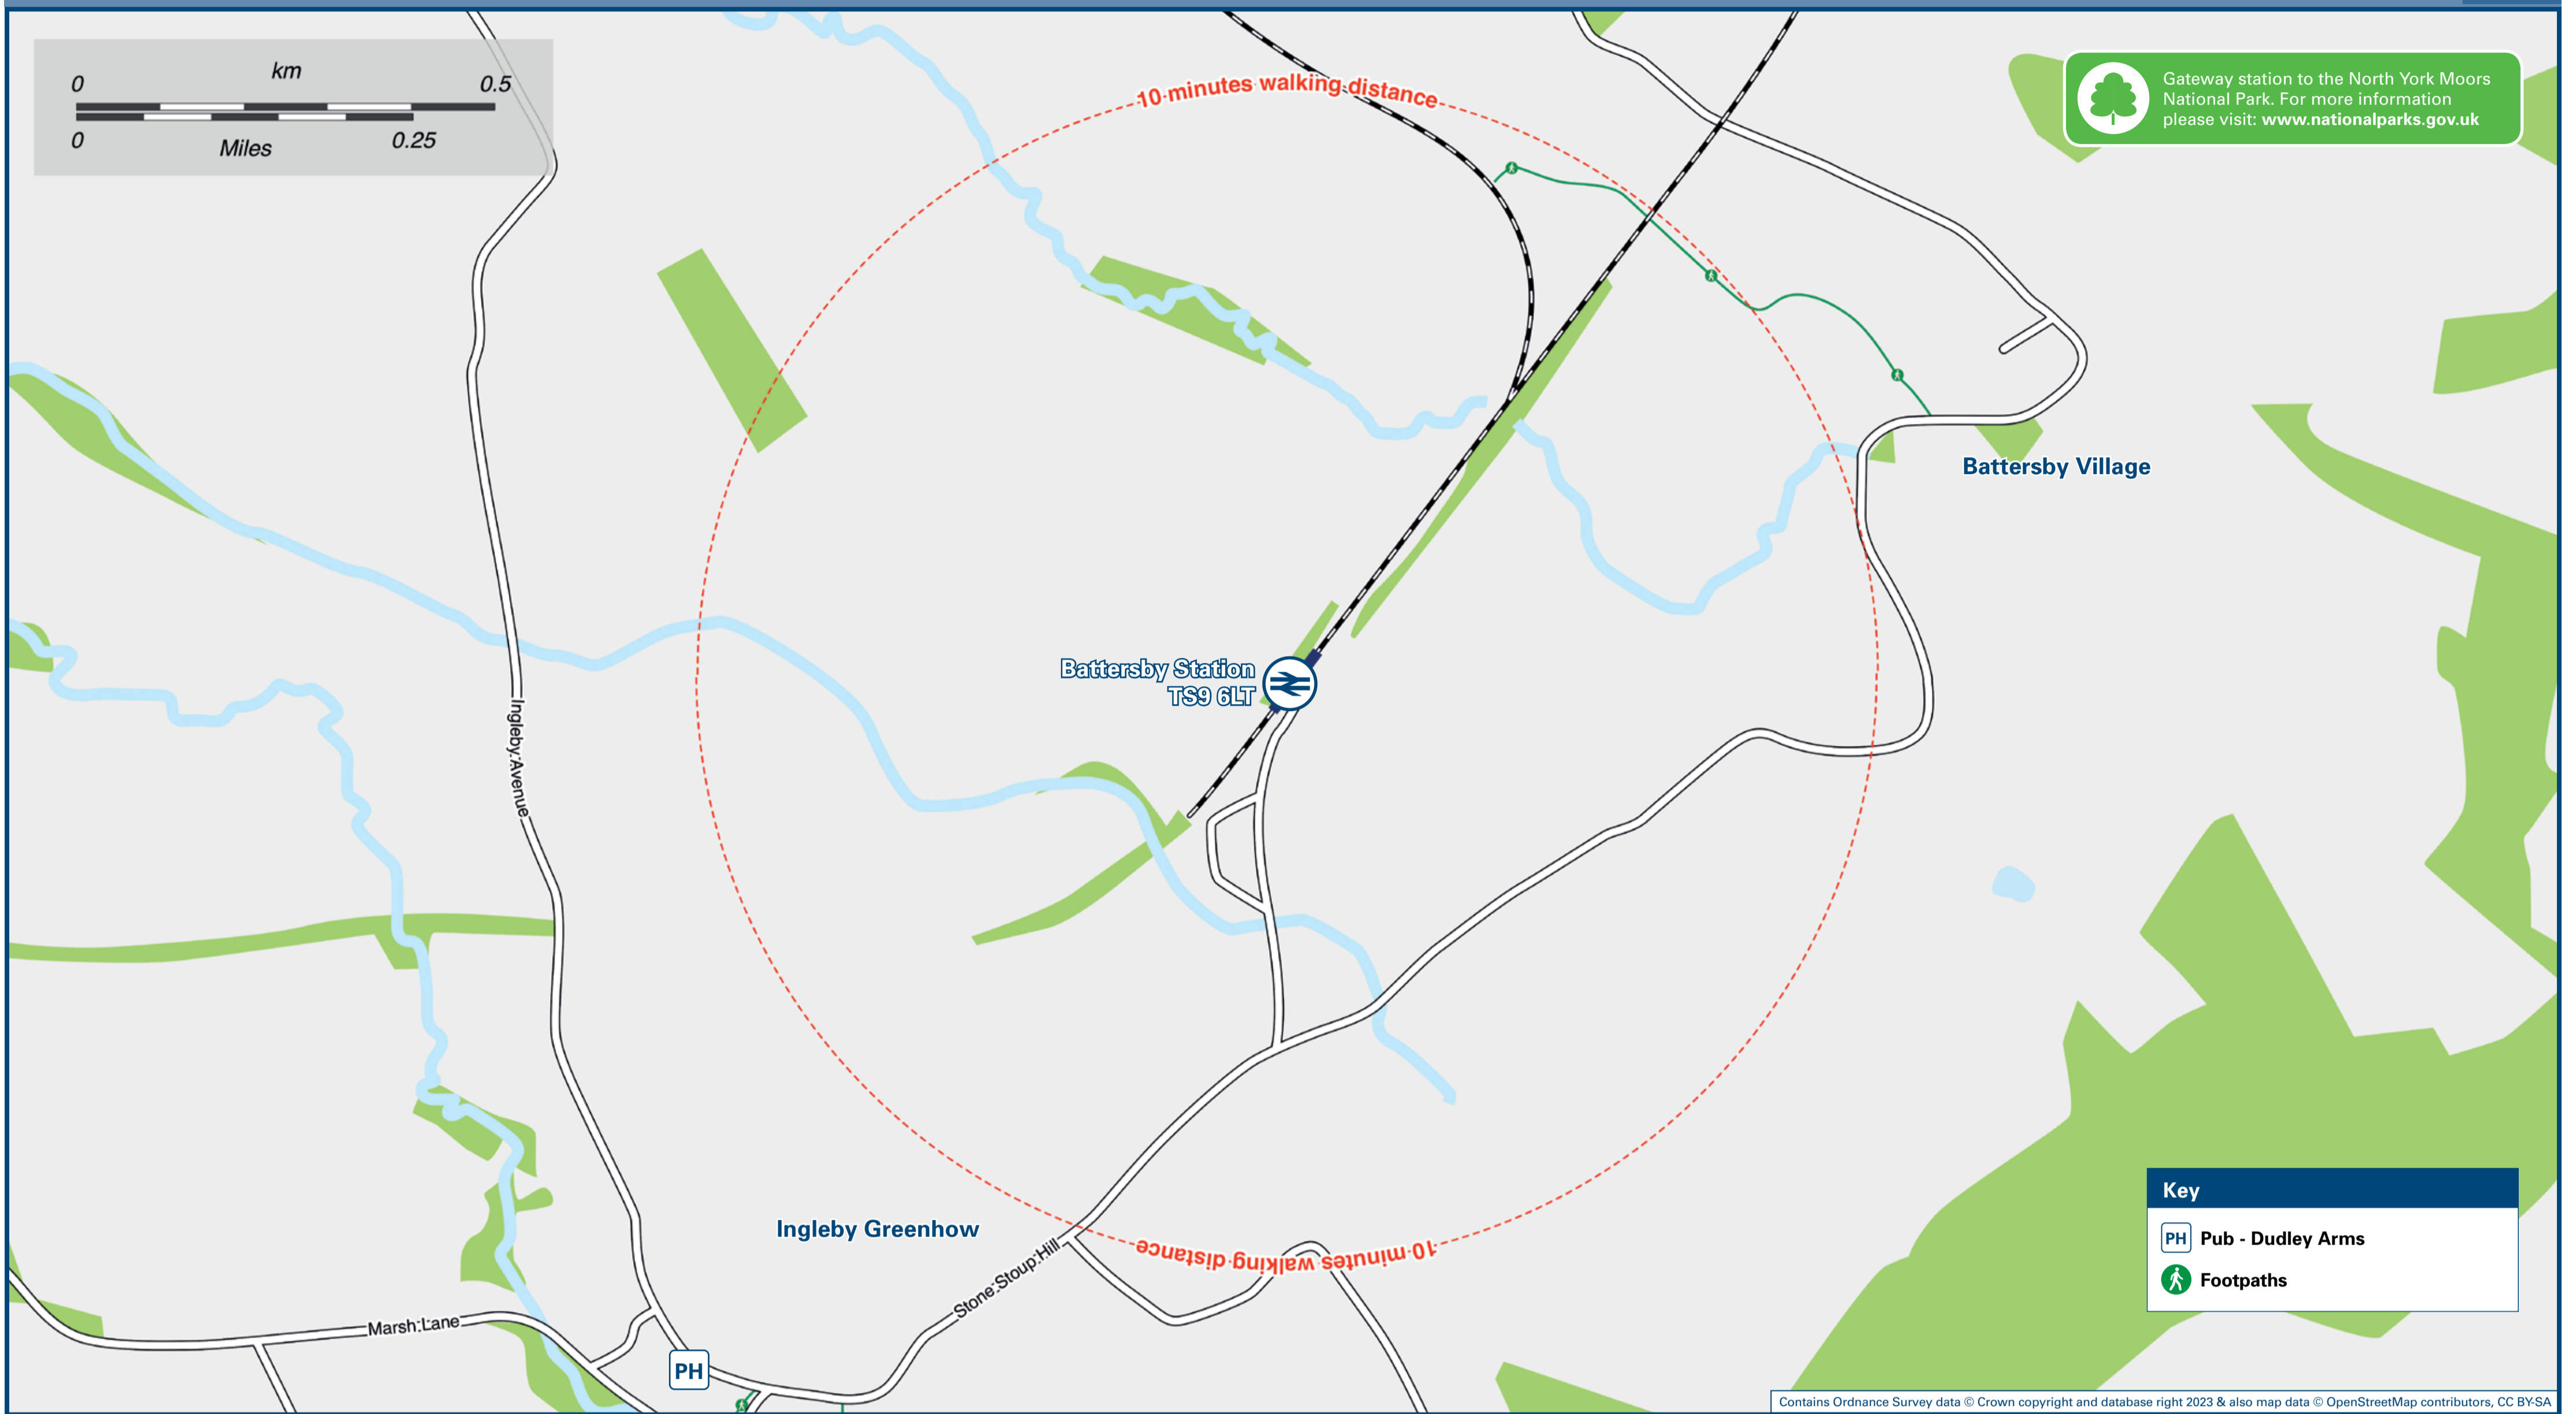 km
0
0.5
0
0.25
Miles
10 minutes walking distance
Gateway station to the North York Moors
National Park. For more information
please visit: www.nationalparks.gov.uk
Battersby Village
Battersby Station
TS9 6LT
Ingleby Avenue
Ingleby Greenhow
Stone Stoup Hill
10 minutes walking distance
Marsh Lane
PH
Key
PH Pub - Dudley Arms
Footpaths
Contains Ordnance Survey data © Crown copyright and database right 2023 & also map data © OpenStreetMap contributors, CC BY-SA